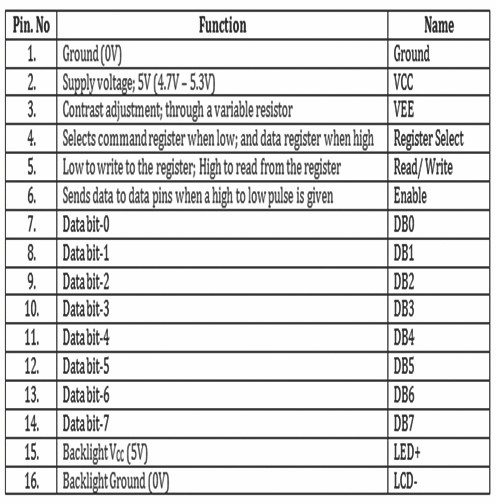 Pin. No Function Name
1. Ground (0V) Ground
2. Supply voltage; 5V (4.7V – 5.3V) VCC
3. Contrast adjustment; through a variable resistor VEE
4. Selects command register when low; and data register when high Register Select
5. Low to write to the register; High to read from the register Read/ Write
6. Sends data to data pins when a high to low pulse is given Enable
7. Data bit-0 DB0
8. Data bit-1 DB1
9. Data bit-2 DB2
10. Data bit-3 DB3
11. Data bit-4 DB4
12. Data bit-5 DB5
13. Data bit-6 DB6
14. Data bit-7 DB7
15. Backlight VCC (5V) LED+
16. Backlight Ground (0V) LCD-